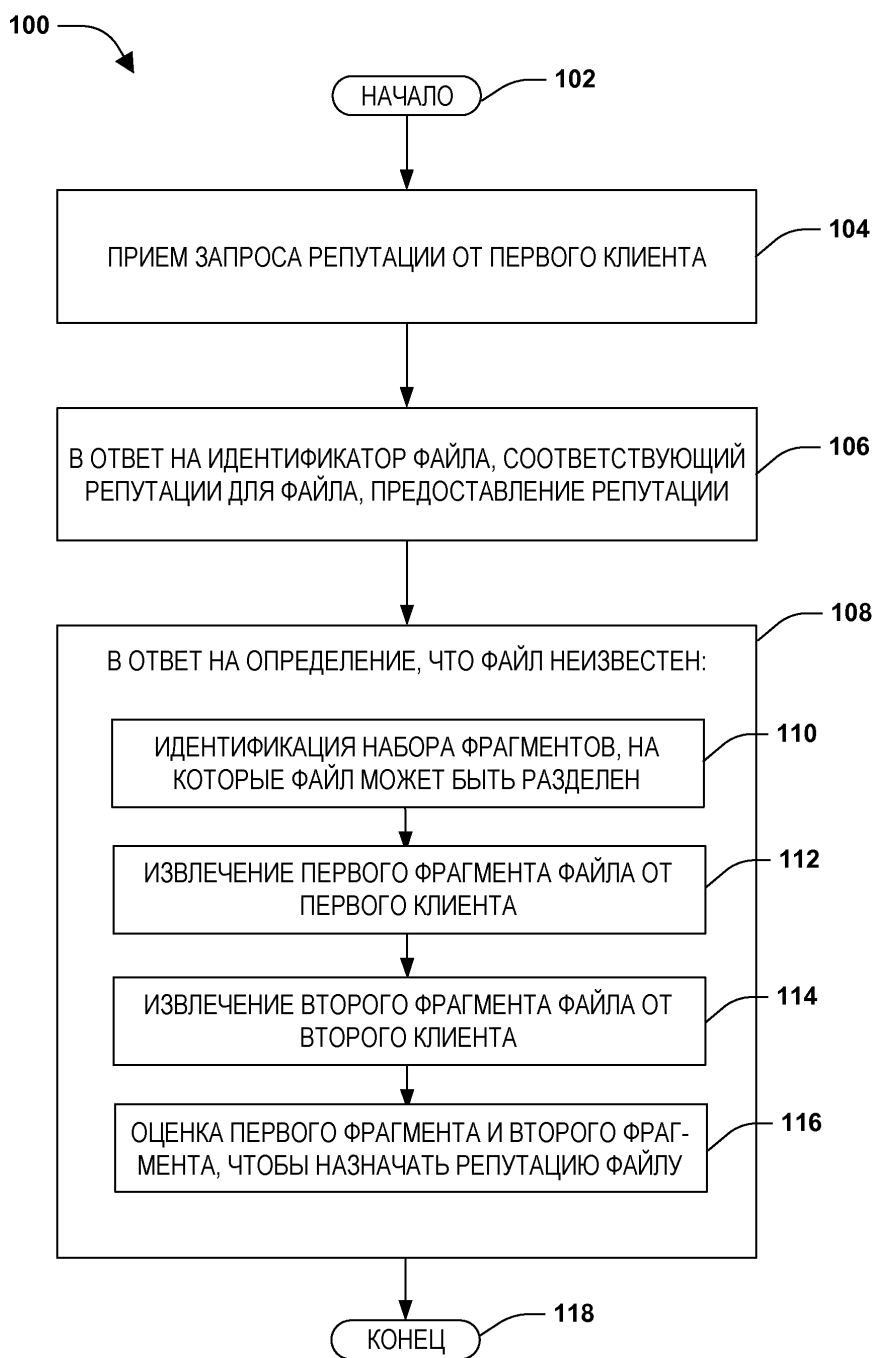 100
НАЧАЛО
102
ПРИЕМ ЗАПРОСА РЕПУТАЦИИ ОТ ПЕРВОГО КЛИЕНТА
104
В ОТВЕТ НА ИДЕНТИФИКАТОР ФАЙЛА, СООТВЕТСТВУЮЩИЙ
РЕПУТАЦИИ ДЛЯ ФАЙЛА, ПРЕДОСТАВЛЕНИЕ РЕПУТАЦИИ
106
108
В ОТВЕТ НА ОПРЕДЕЛЕНИЕ, ЧТО ФАЙЛ НЕИЗВЕСТЕН:
ИДЕНТИФИКАЦИЯ НАБОРА ФРАГМЕНТОВ, НА
КОТОРЫЕ ФАЙЛ МОЖЕТ БЫТЬ РАЗДЕЛЕН
110
ИЗВЛЕЧЕНИЕ ПЕРВОГО ФРАГМЕНТА ФАЙЛА ОТ
ПЕРВОГО КЛИЕНТА
112
ИЗВЛЕЧЕНИЕ ВТОРОГО ФРАГМЕНТА ФАЙЛА ОТ
ВТОРОГО КЛИЕНТА
114
ОЦЕНКА ПЕРВОГО ФРАГМЕНТА И ВТОРОГО ФРАГ-
МЕНТА, ЧТОБЫ НАЗНАЧАТЬ РЕПУТАЦИЮ ФАЙЛУ
116
КОНЕЦ
118